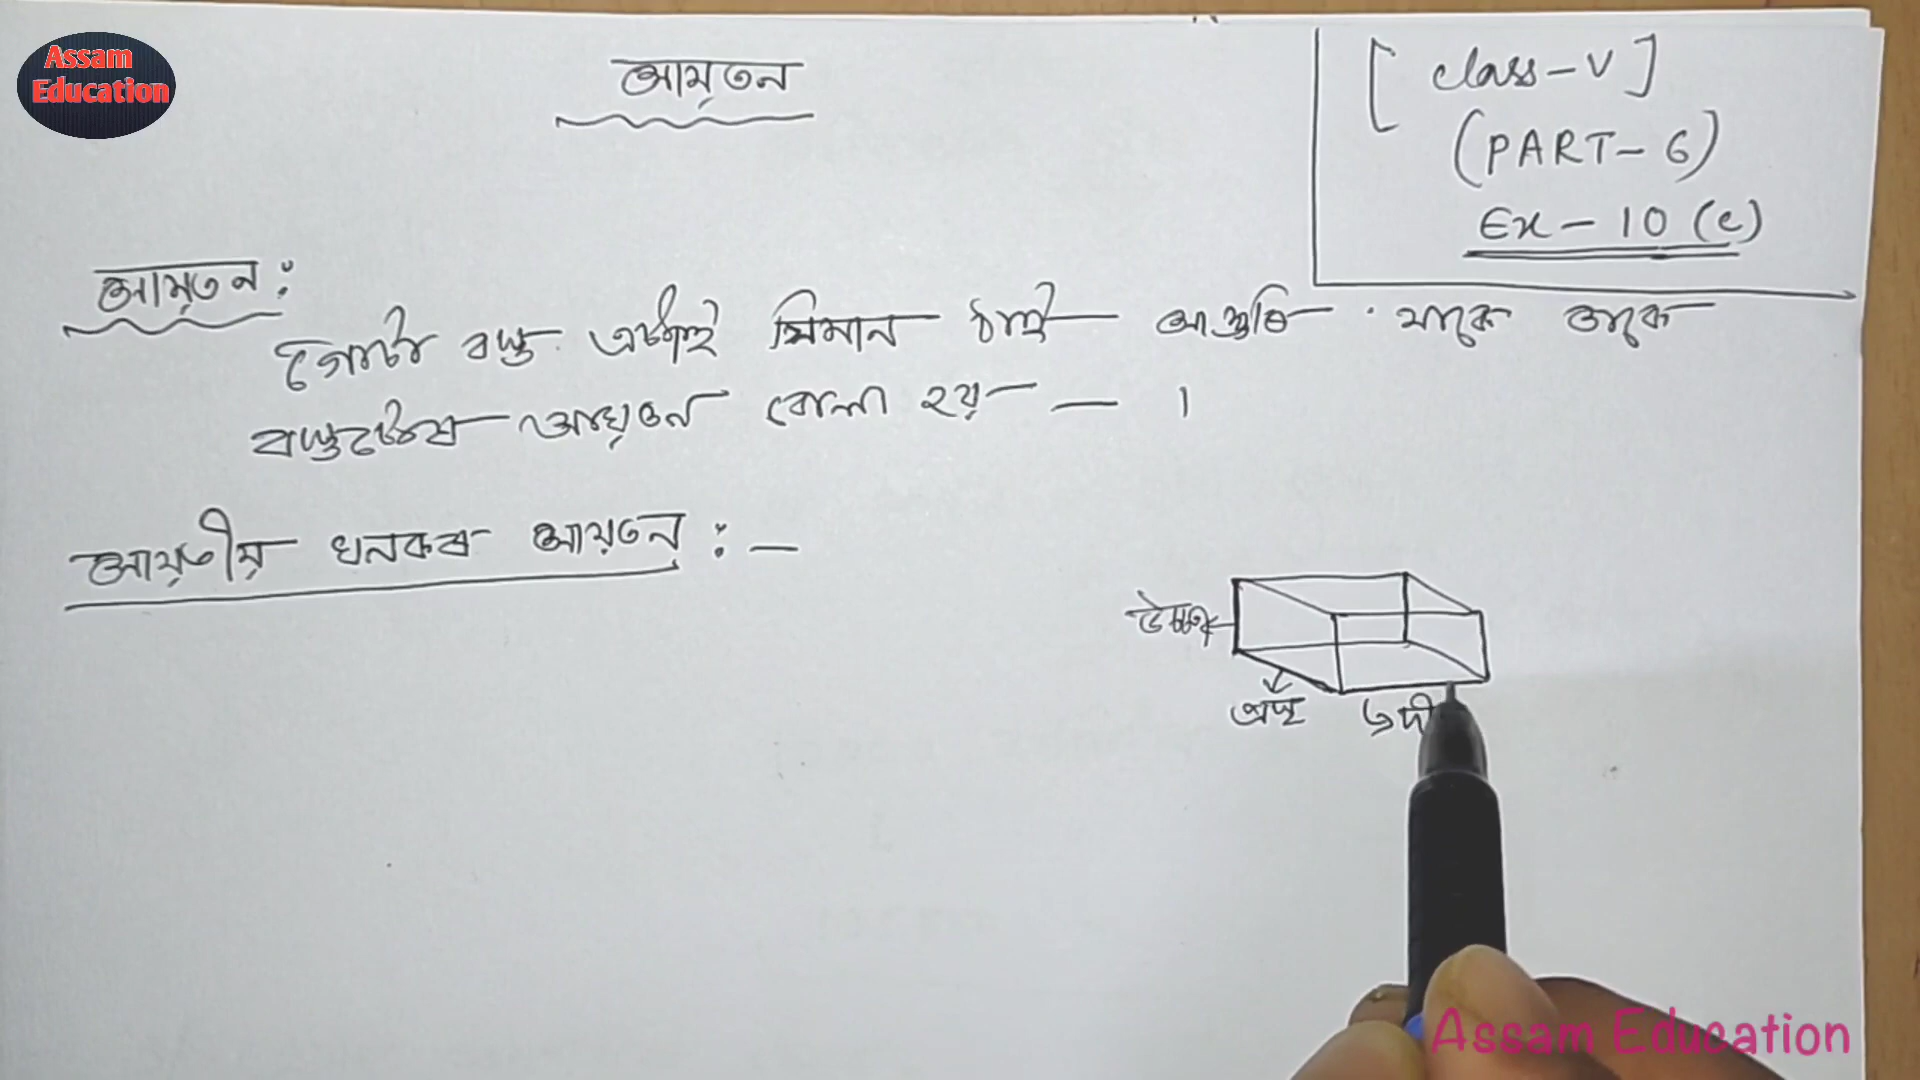 Assam
Education
আয়তন
[ Class - V ]
(PART - 6)
Ex - 10 (c)
আয়তন :
গোটা বস্তু এটাই যিমান ঠাই আগুৰি থাকে তাকে
বস্তুটোৰ আয়তন বোলা হয় — ।
আয়তীয় ঘনকৰ আয়তন : —
উচ্চতা
প্ৰস্থ
Assam Education